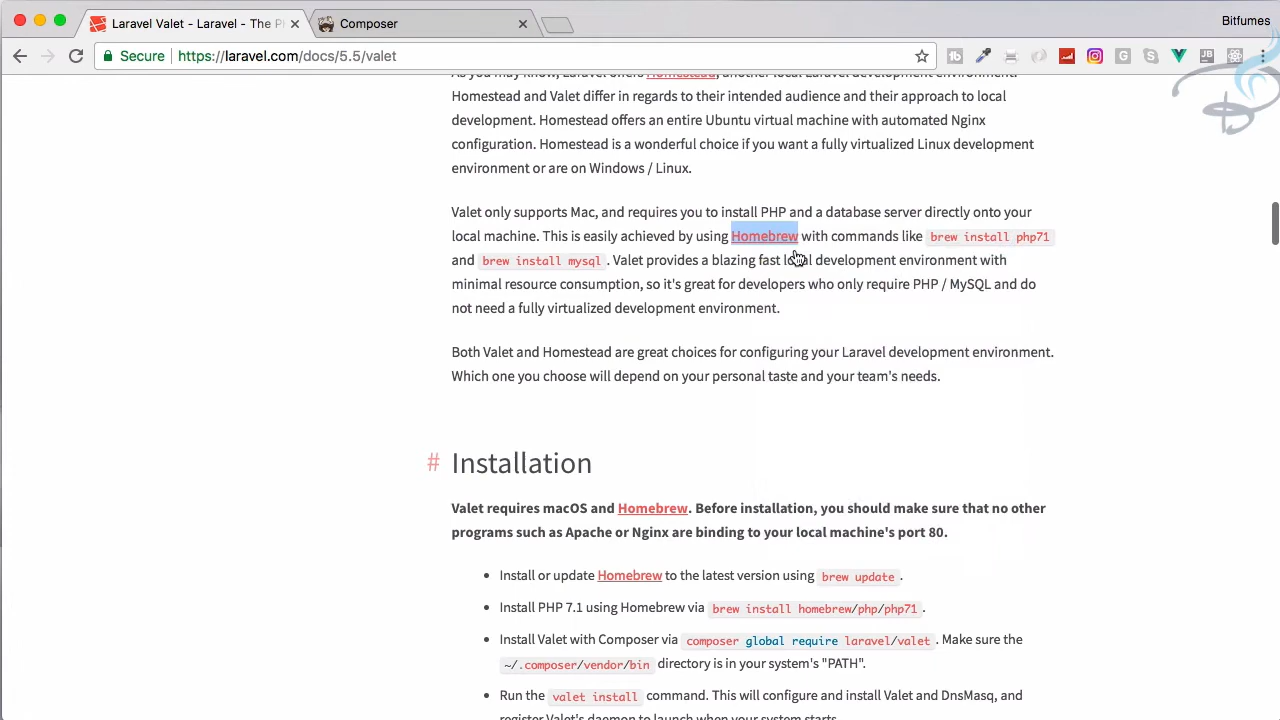 Laravel Valet - Laravel - The P
Composer
Bitfumes
Secure
https://laravel.com/docs/5.5/valet
As you may know, Laravel offers Homestead, another local Laravel development environment.
Homestead and Valet differ in regards to their intended audience and their approach to local
development. Homestead offers an entire Ubuntu virtual machine with automated Nginx
configuration. Homestead is a wonderful choice if you want a fully virtualized Linux development
environment or are on Windows / Linux.
Valet only supports Mac, and requires you to install PHP and a database server directly onto your
local machine. This is easily achieved by using Homebrew with commands like brew install php71
and brew install mysql. Valet provides a blazing fast local development environment with
minimal resource consumption, so it's great for developers who only require PHP / MySQL and do
not need a fully virtualized development environment.
Both Valet and Homestead are great choices for configuring your Laravel development environment.
Which one you choose will depend on your personal taste and your team's needs.
# Installation
Valet requires macOS and Homebrew. Before installation, you should make sure that no other
programs such as Apache or Nginx are binding to your local machine's port 80.
• Install or update Homebrew to the latest version using brew update.
• Install PHP 7.1 using Homebrew via brew install homebrew/php/php71.
• Install Valet with Composer via composer global require laravel/valet. Make sure the
~/.composer/vendor/bin directory is in your system's "PATH".
• Run the valet install command. This will configure and install Valet and DnsMasq, and
register Valet's daemon to launch when your system starts.